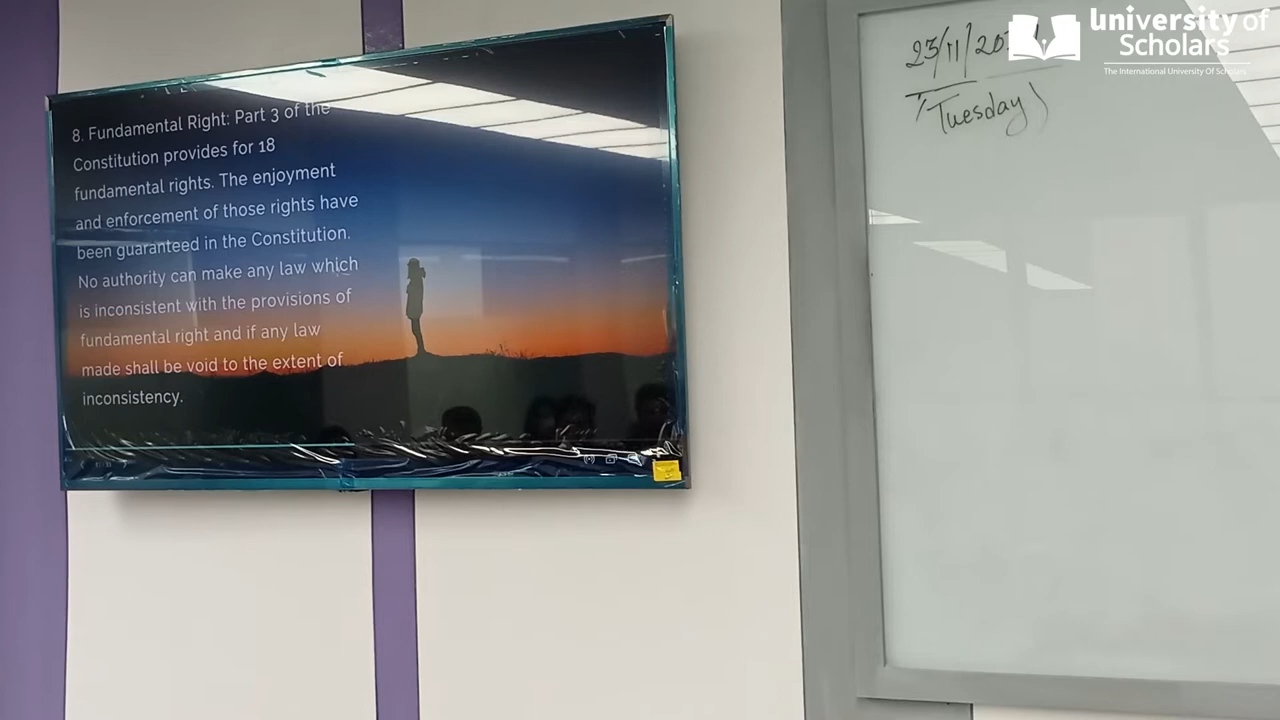 8. Fundamental Right: Part 3 of the
Constitution provides for 18
fundamental rights. The enjoyment
and enforcement of those rights have
been guaranteed in the Constitution.
No authority can make any law which
is inconsistent with the provisions of
fundamental right and if any law
made shall be void to the extent of
inconsistency.
(Tuesday)
University of
Scholars
The International University Of Scholars